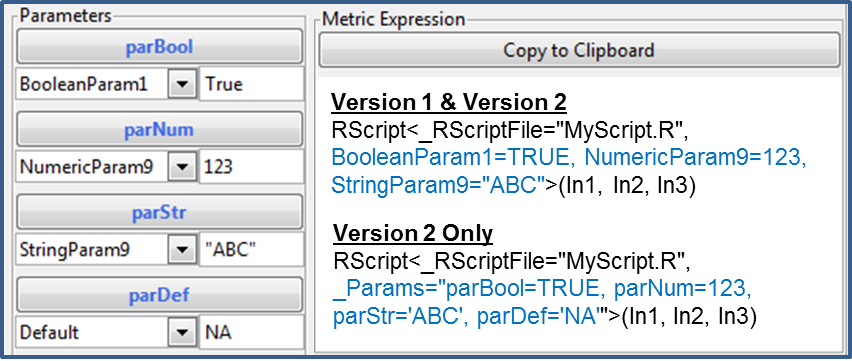 Parameters
parBool
BooleanParam1 True
parNum
NumericParam9 123
parStr
StringParam9 "ABC"
parDef
Default NA
Metric Expression
Copy to Clipboard
Version 1 & Version 2
RScript<_RScriptFile="MyScript.R",
BooleanParam1=TRUE, NumericParam9=123,
StringParam9="ABC">(In1, In2, In3)
Version 2 Only
RScript<_RScriptFile="MyScript.R",
_Params="parBool=TRUE, parNum=123,
parStr='ABC', parDef='NA'">(In1, In2, In3)